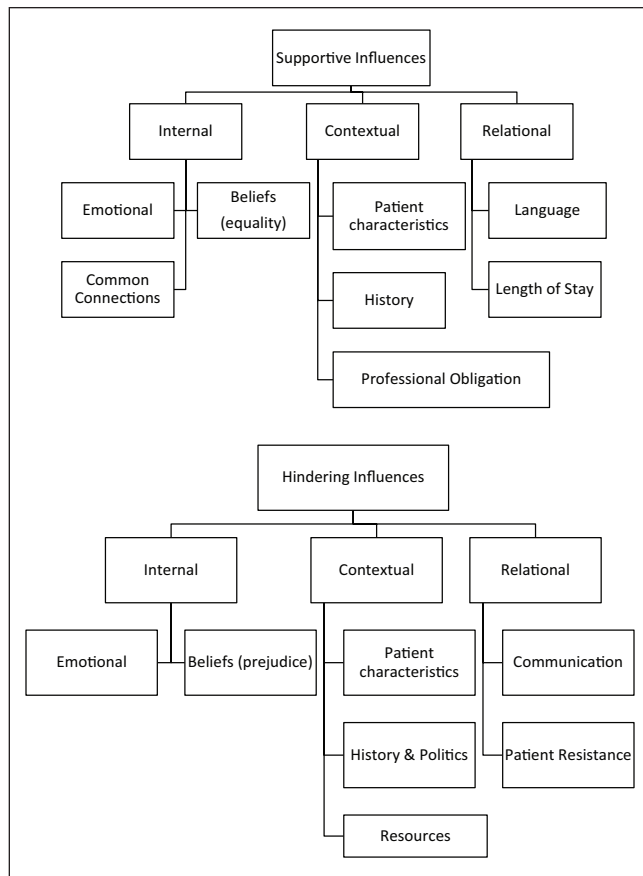 Supportive Influences
Internal
Contextual
Relational
Emotional
Beliefs
(equality)
Patient
characteristics
Language
Common
Connections
History
Length of Stay
Professional Obligation
Hindering Influences
Internal
Contextual
Relational
Emotional
Beliefs (prejudice)
Patient
characteristics
Communication
History & Politics
Patient Resistance
Resources